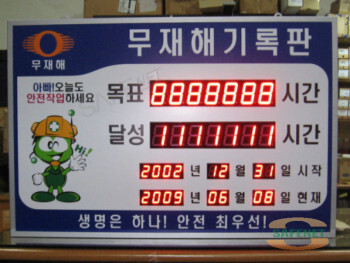 무재해기록판
무재해
아빠!오늘도
안전작업하세요
목표 8888888 시간
달성 1111111 시간
Hi!
2002 년 12 월 31 일 시작
2009 년 06 월 08 일 현재
생명은 하나! 안전 최우선!
SAFENET
SAFENET